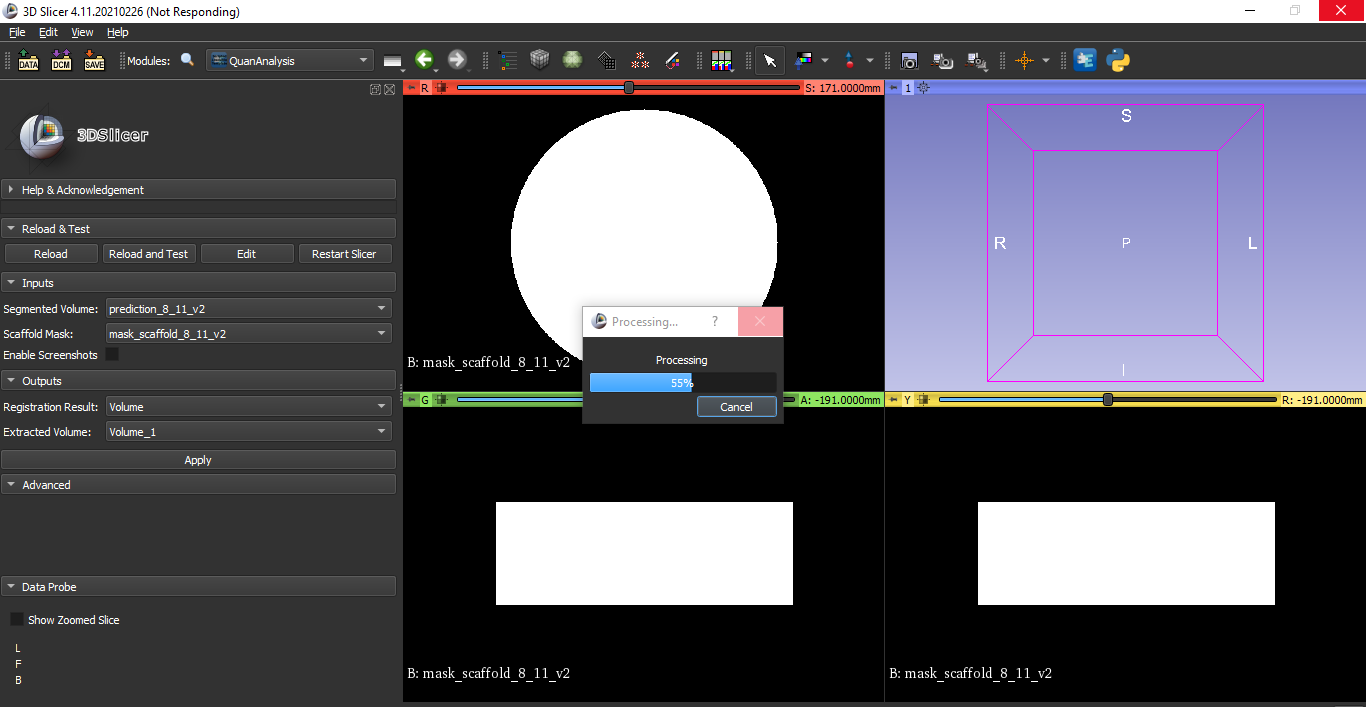 3D Slicer 4.11.20210226 (Not Responding)
File Edit View Help
DATA DCM SAVE Modules: QuanAnalysis
R S: 171.0000mm
1
3DSlicer
Help & Acknowledgement
Reload & Test
Reload Reload and Test Edit Restart Slicer
Inputs
Segmented Volume: prediction_8_11_v2
Scaffold Mask: mask_scaffold_8_11_v2
Enable Screenshots
Outputs
Registration Result: Volume
Extracted Volume: Volume_1
Apply
Advanced
Data Probe
Show Zoomed Slice
L
F
B
B: mask_scaffold_8_11_v2
S
R P L
I
Processing... ?
Processing
55%
Cancel
G A: -191.0000mm
Y R: -191.0000mm
B: mask_scaffold_8_11_v2
B: mask_scaffold_8_11_v2